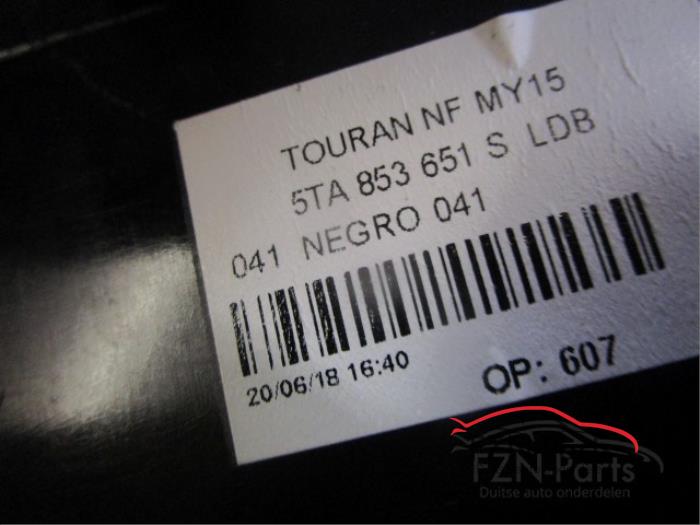 TOURAN NF MY15
5TA 853 651 S LDB
041 NEGRO 041
20/06/18 16:40
OP: 607
FZN-Parts
Duitse auto onderdelen